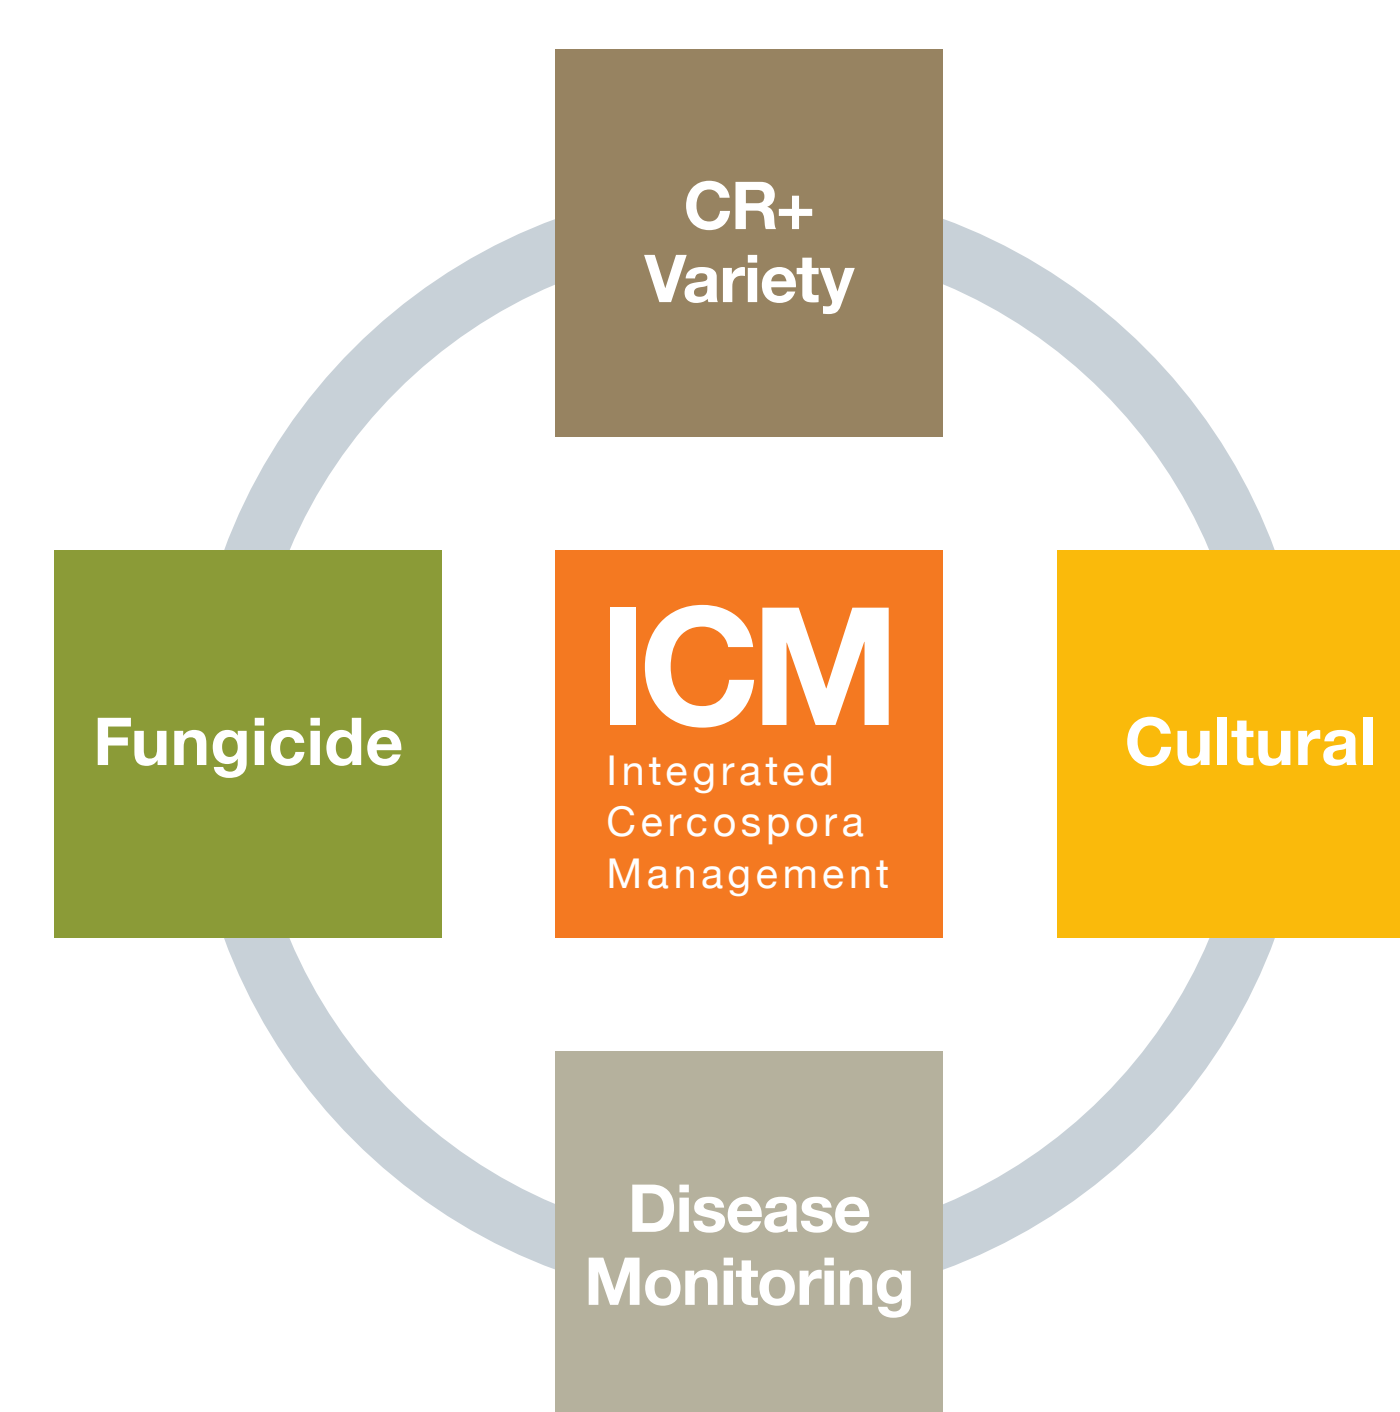 CR+
Variety
Fungicide
ICM
Integrated
Cercospora
Management
Cultural
Disease
Monitoring